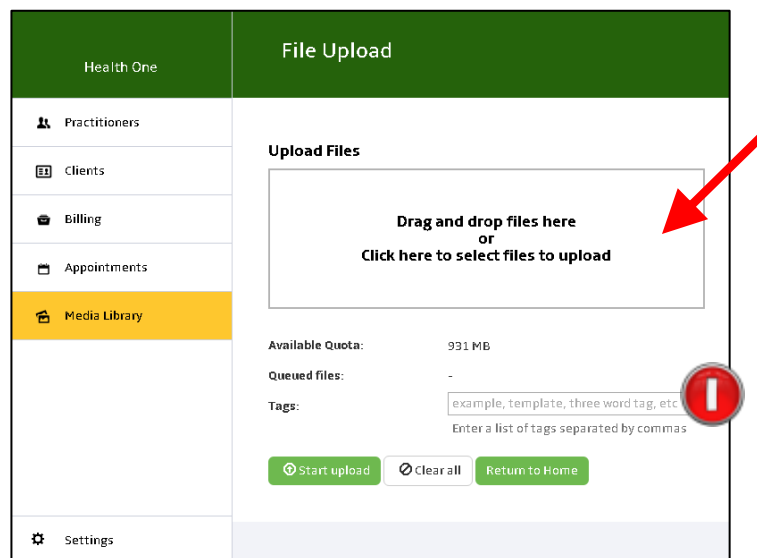 Health One
File Upload
Practitioners
Clients
Billing
Appointments
Media Library
Settings
Upload Files
Drag and drop files here
or
Click here to select files to upload
Available Quota: 931 MB
Queued files: -
Tags: example, template, three word tag, etc
Enter a list of tags separated by commas
Start upload Clear all Return to Home